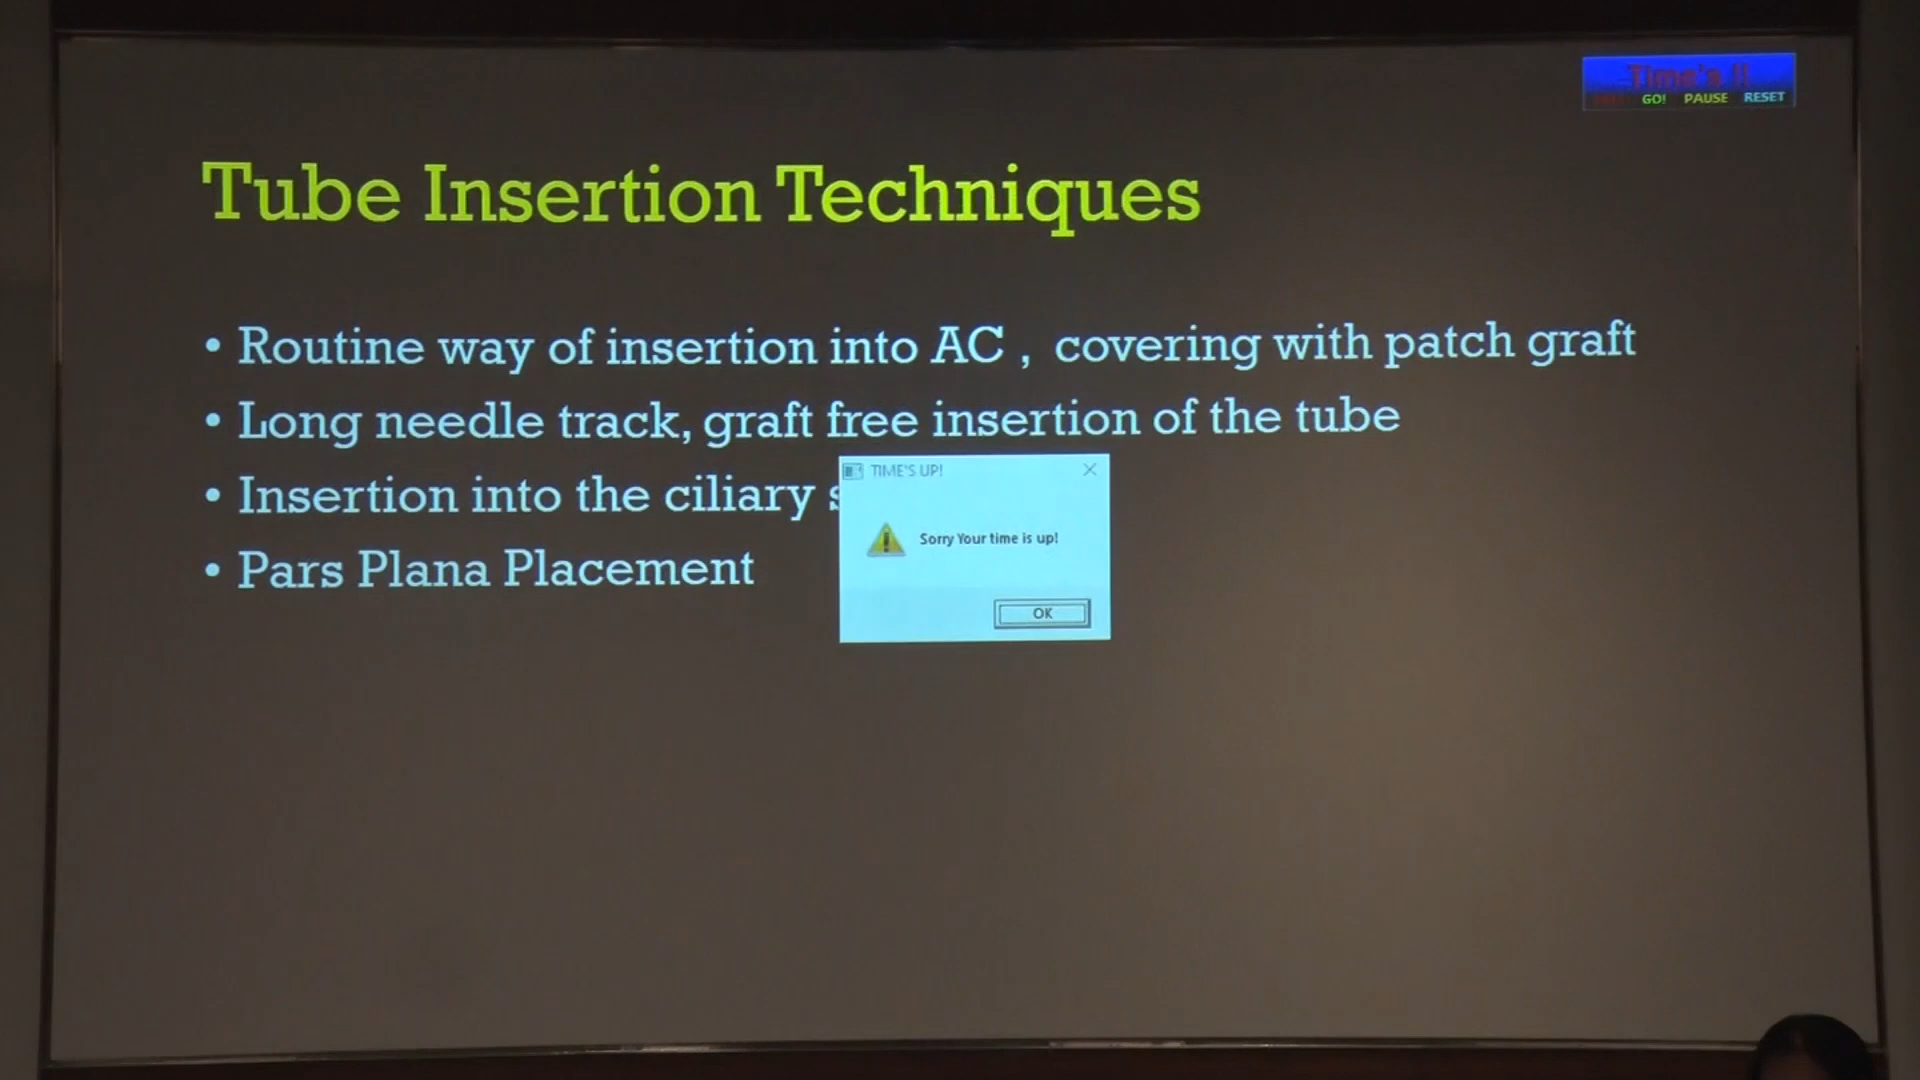 Time's !!
GO! PAUSE RESET
Tube Insertion Techniques
• Routine way of insertion into AC , covering with patch graft
• Long needle track, graft free insertion of the tube
• Insertion into the ciliary
• Pars Plana Placement
TIME'S UP!
Sorry Your time is up!
OK